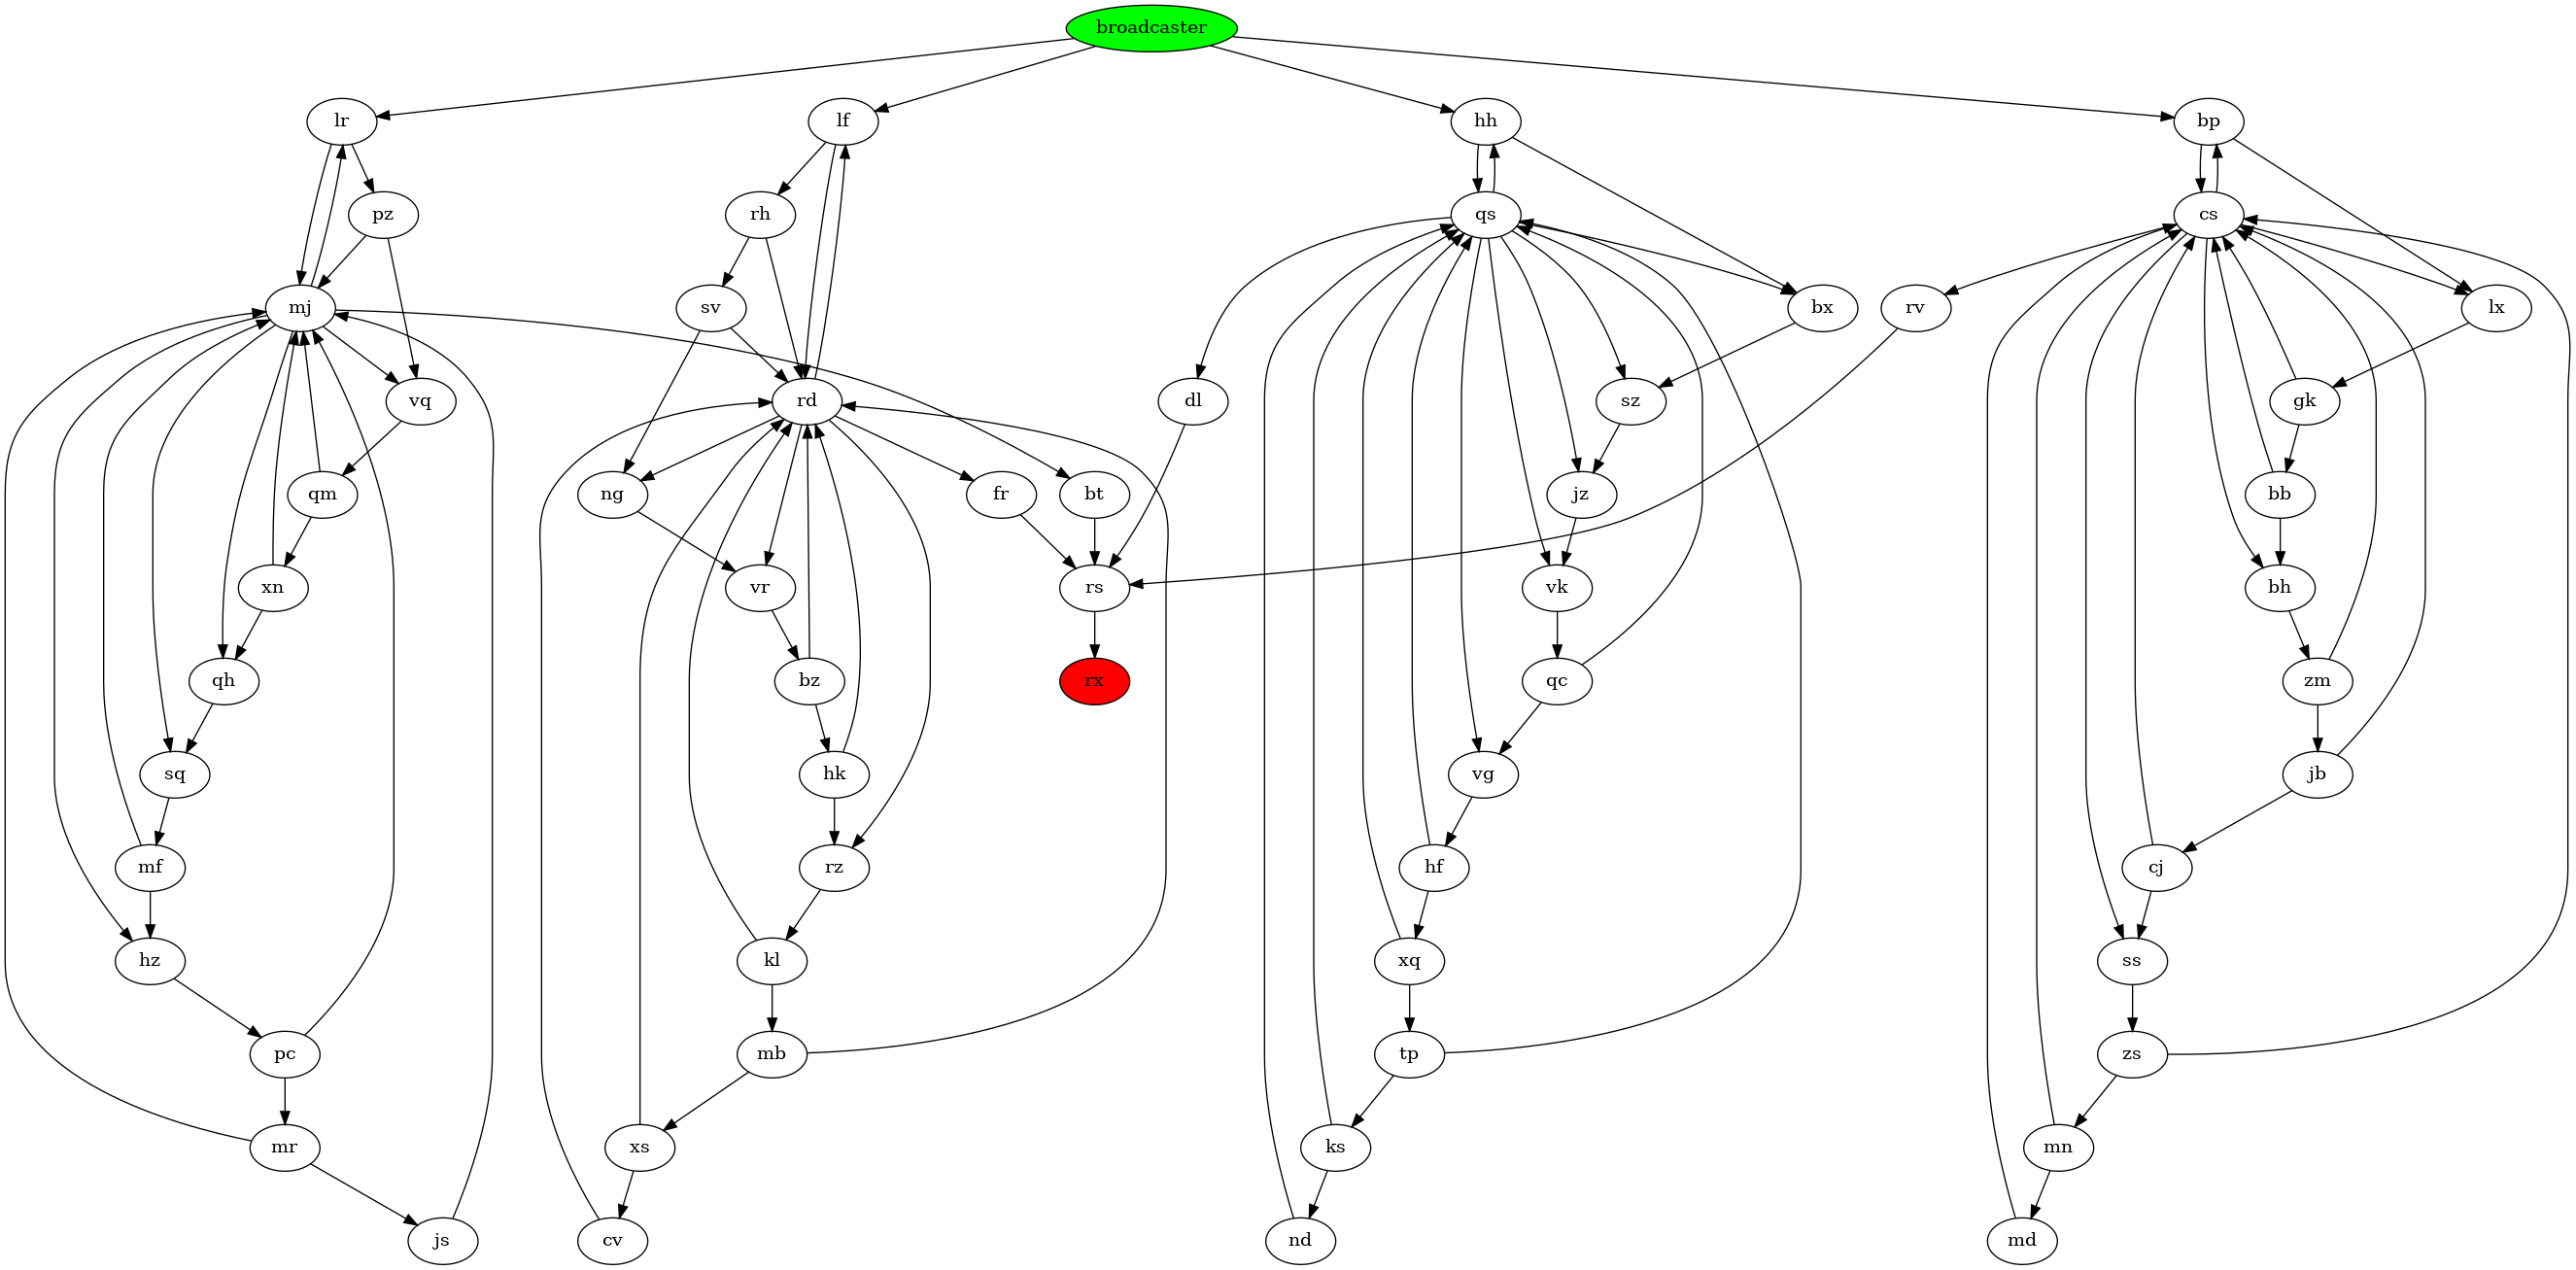 broadcaster
lr
lf
hh
bp
pz
rh
qs
cs
mj
sv
bx
rv
lx
vq
rd
dl
sz
gk
qm
ng
fr
bt
jz
bb
xn
vr
rs
vk
bh
qh
bz
rx
qc
zm
sq
hk
vg
jb
mf
rz
hf
cj
hz
kl
xq
ss
pc
mb
tp
zs
mr
xs
ks
mn
js
cv
nd
md